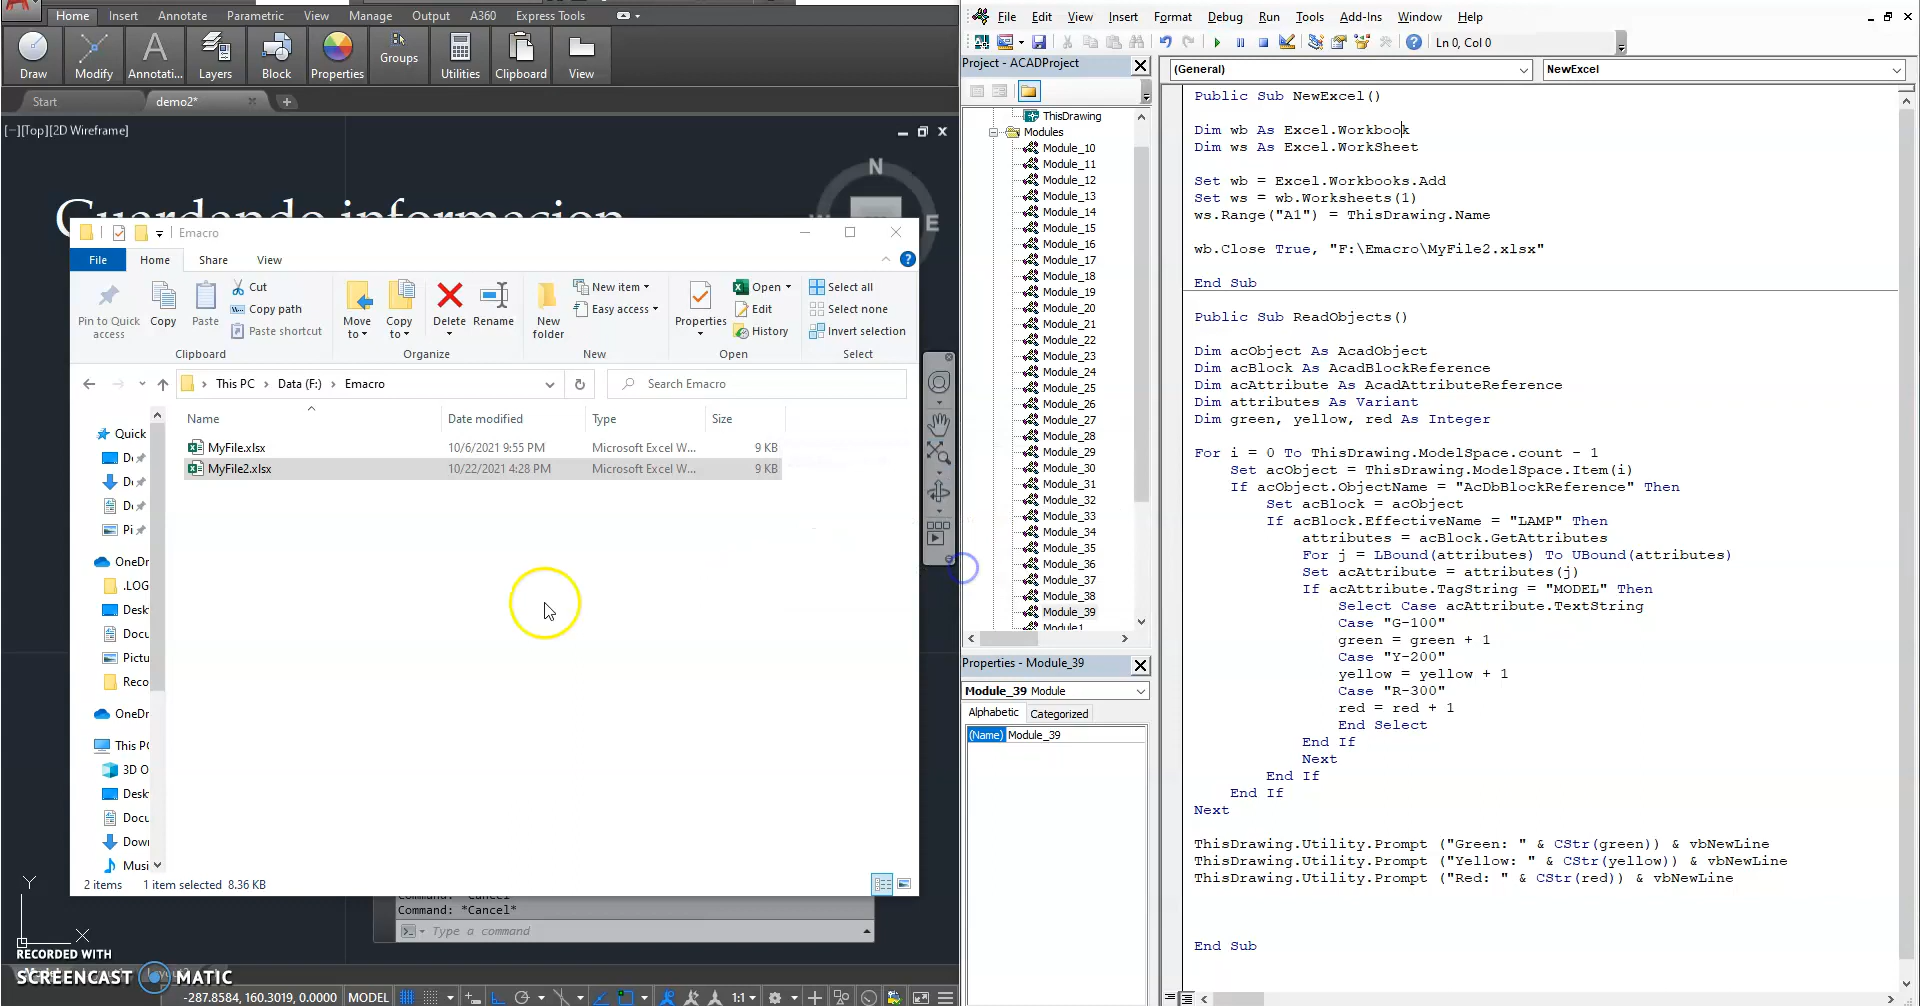 Home Insert Annotate Parametric View Manage Output A360 Express Tools
Draw Modify Annotati... Layers Block Properties Groups Utilities Clipboard View
Start demo2*
[−][Top][2D Wireframe]
N
E
Guardando informacion
Emacro
File Home Share View
Pin to Quick access
Copy
Paste
Cut
Copy path
Paste shortcut
Clipboard
Move to
Copy to
Delete
Rename
Organize
New folder
New item
Easy access
New
Properties
Open
Edit
History
Open
Select all
Select none
Invert selection
Select
This PC Data (F:) Emacro
Search Emacro
Name Date modified Type Size
MyFile.xlsx 10/6/2021 9:55 PM Microsoft Excel W... 9 KB
MyFile2.xlsx 10/22/2021 4:28 PM Microsoft Excel W... 9 KB
Quick
OneDr
.LOG
Desk
Docu
Pictu
Reco
OneDr
This PC
3D O
Desk
Docu
Down
Musi
2 items 1 item selected 8.36 KB
Command: *Cancel*
Type a command
Y
X
RECORDED WITH
SCREENCAST MATIC
-287.8584, 160.3019, 0.0000 MODEL
1:1
File Edit View Insert Format Debug Run Tools Add-Ins Window Help
Ln 0, Col 0
Project - ACADProject
ThisDrawing
Modules
Module_10
Module_11
Module_12
Module_13
Module_14
Module_15
Module_16
Module_17
Module_18
Module_19
Module_20
Module_21
Module_22
Module_23
Module_24
Module_25
Module_26
Module_27
Module_28
Module_29
Module_30
Module_31
Module_32
Module_33
Module_34
Module_35
Module_36
Module_37
Module_38
Module_39
Module1
Properties - Module_39
Module_39 Module
Alphabetic Categorized
(Name) Module_39
(General) NewExcel
Public Sub NewExcel()
Dim wb As Excel.Workbook
Dim ws As Excel.WorkSheet
Set wb = Excel.Workbooks.Add
Set ws = wb.Worksheets(1)
ws.Range("A1") = ThisDrawing.Name
wb.Close True, "F:\Emacro\MyFile2.xlsx"
End Sub
Public Sub ReadObjects()
Dim acObject As AcadObject
Dim acBlock As AcadBlockReference
Dim acAttribute As AcadAttributeReference
Dim attributes As Variant
Dim green, yellow, red As Integer
For i = 0 To ThisDrawing.ModelSpace.count - 1
Set acObject = ThisDrawing.ModelSpace.Item(i)
If acObject.ObjectName = "AcDbBlockReference" Then
Set acBlock = acObject
If acBlock.EffectiveName = "LAMP" Then
attributes = acBlock.GetAttributes
For j = LBound(attributes) To UBound(attributes)
Set acAttribute = attributes(j)
If acAttribute.TagString = "MODEL" Then
Select Case acAttribute.TextString
Case "G-100"
green = green + 1
Case "Y-200"
yellow = yellow + 1
Case "R-300"
red = red + 1
End Select
End If
Next
End If
End If
Next
ThisDrawing.Utility.Prompt ("Green: " & CStr(green)) & vbNewLine
ThisDrawing.Utility.Prompt ("Yellow: " & CStr(yellow)) & vbNewLine
ThisDrawing.Utility.Prompt ("Red: " & CStr(red)) & vbNewLine
End Sub